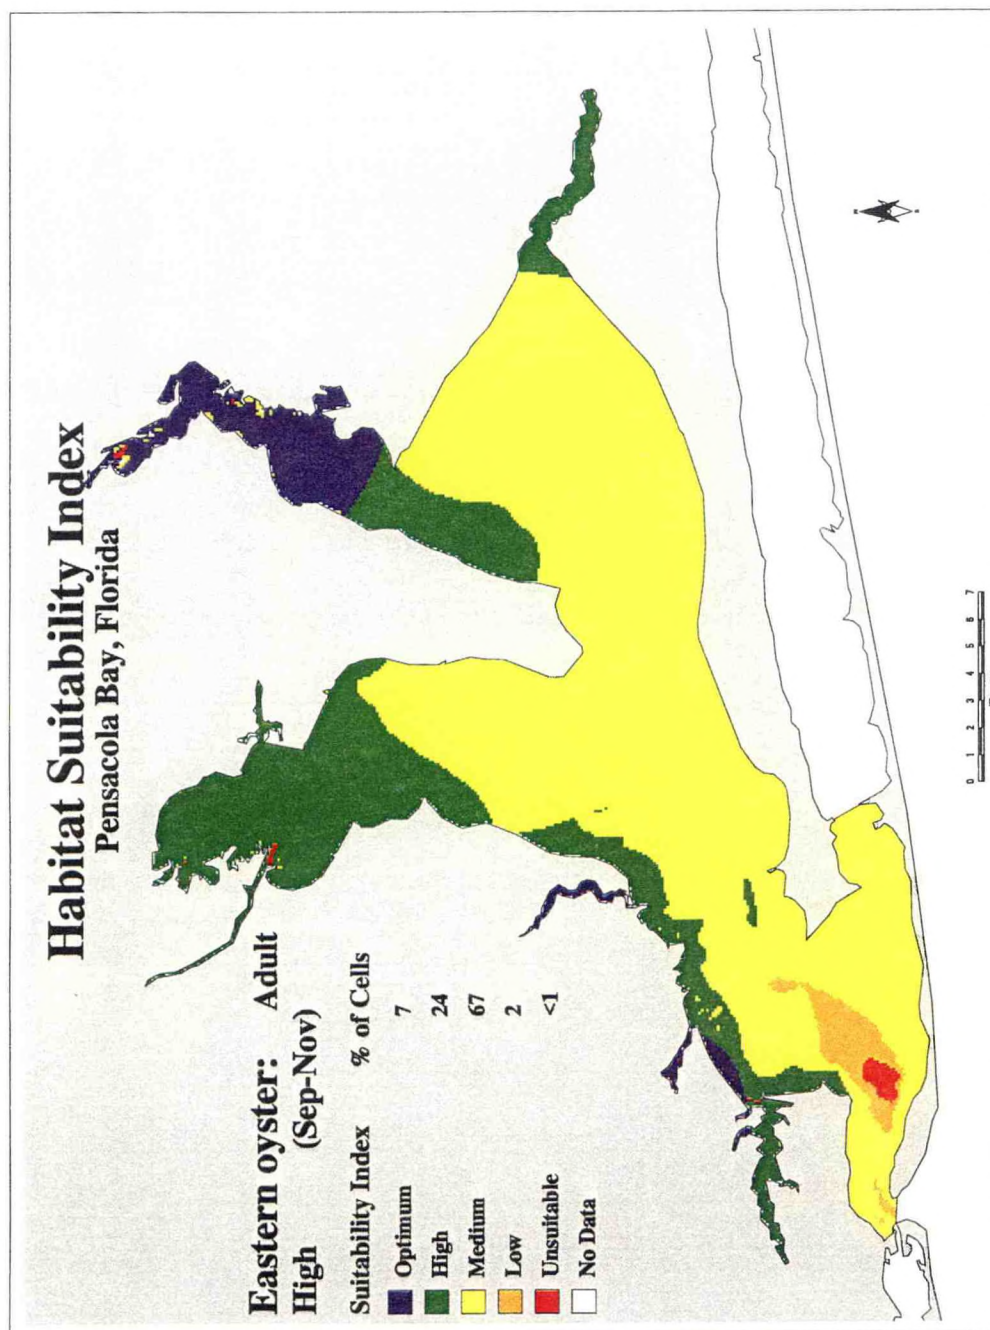 Habitat Suitability Index
Pensacola Bay, Florida
Eastern oyster: Adult
High (Sep-Nov)
Suitability Index % of Cells
Optimum 7
High 24
Medium 67
Low 2
Unsuitable <1
No Data
0 1 2 3 4 5 6 7